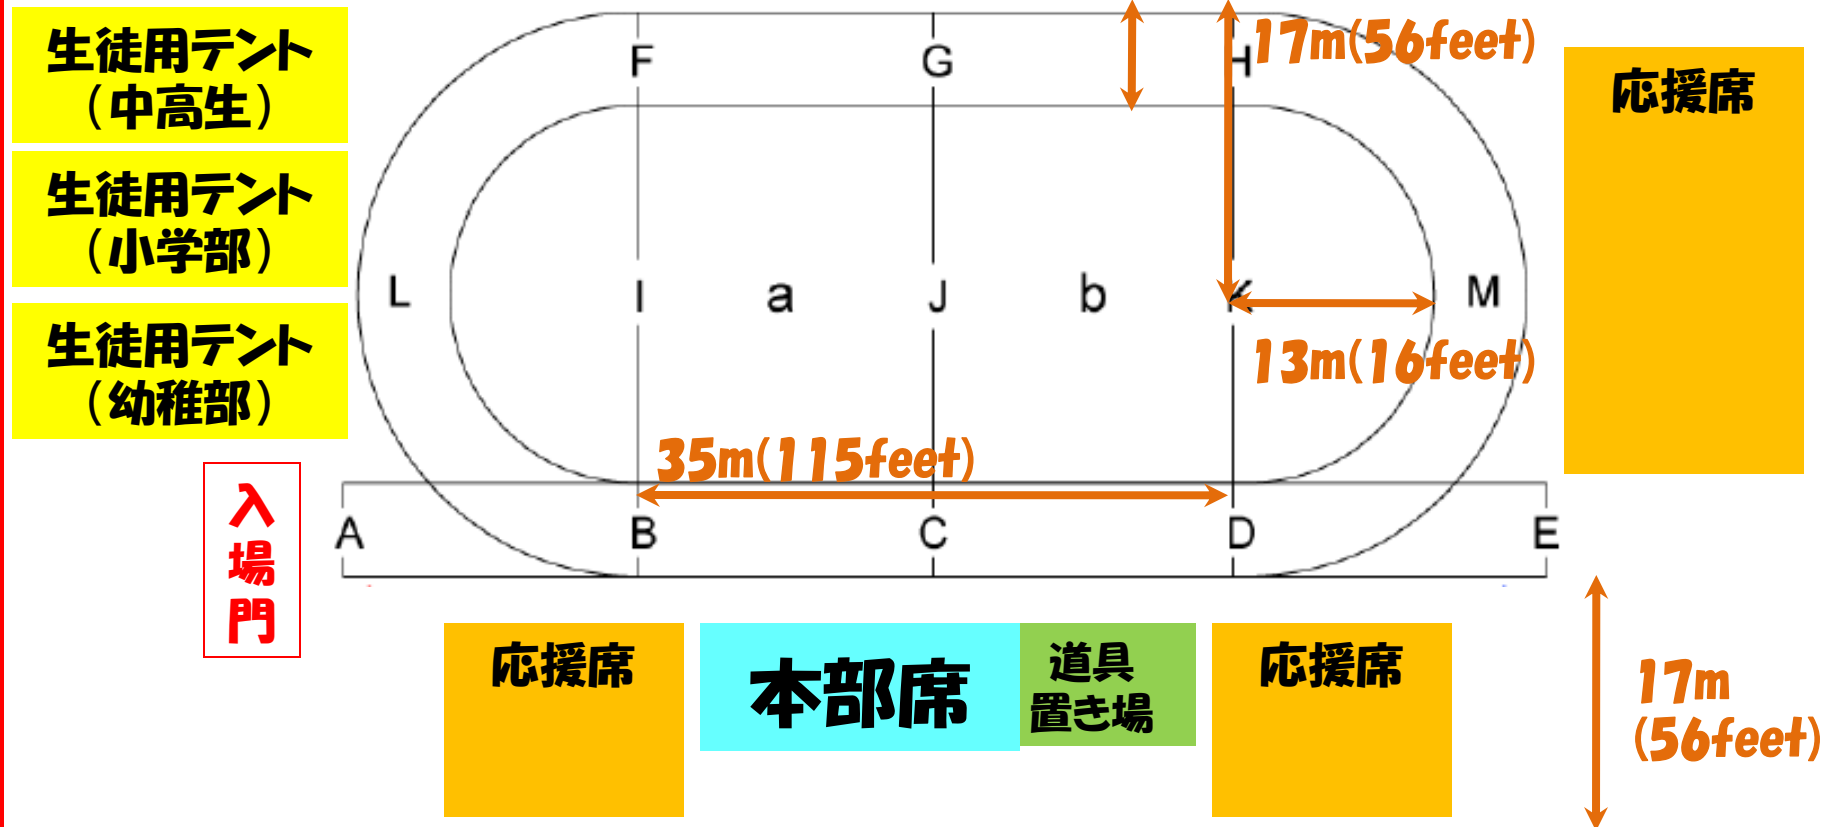 生徒用テント
（中高生）
生徒用テント
（小学部）
生徒用テント
（幼稚部）
入
場
門
F
G
H
17m(56feet)
応援席
L
I
a
J
b
K
M
13m(16feet)
35m(115feet)
A
B
C
D
E
応援席
本部席
道具
置き場
応援席
17m
(56feet)